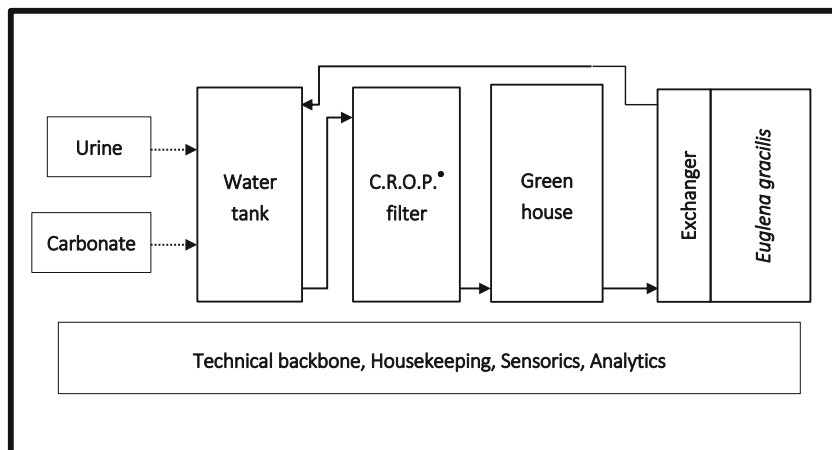 Urine
Carbonate
Water
tank
C.R.O.P.•
filter
Green
house
Exchanger
Euglena gracilis
Technical backbone, Housekeeping, Sensorics, Analytics